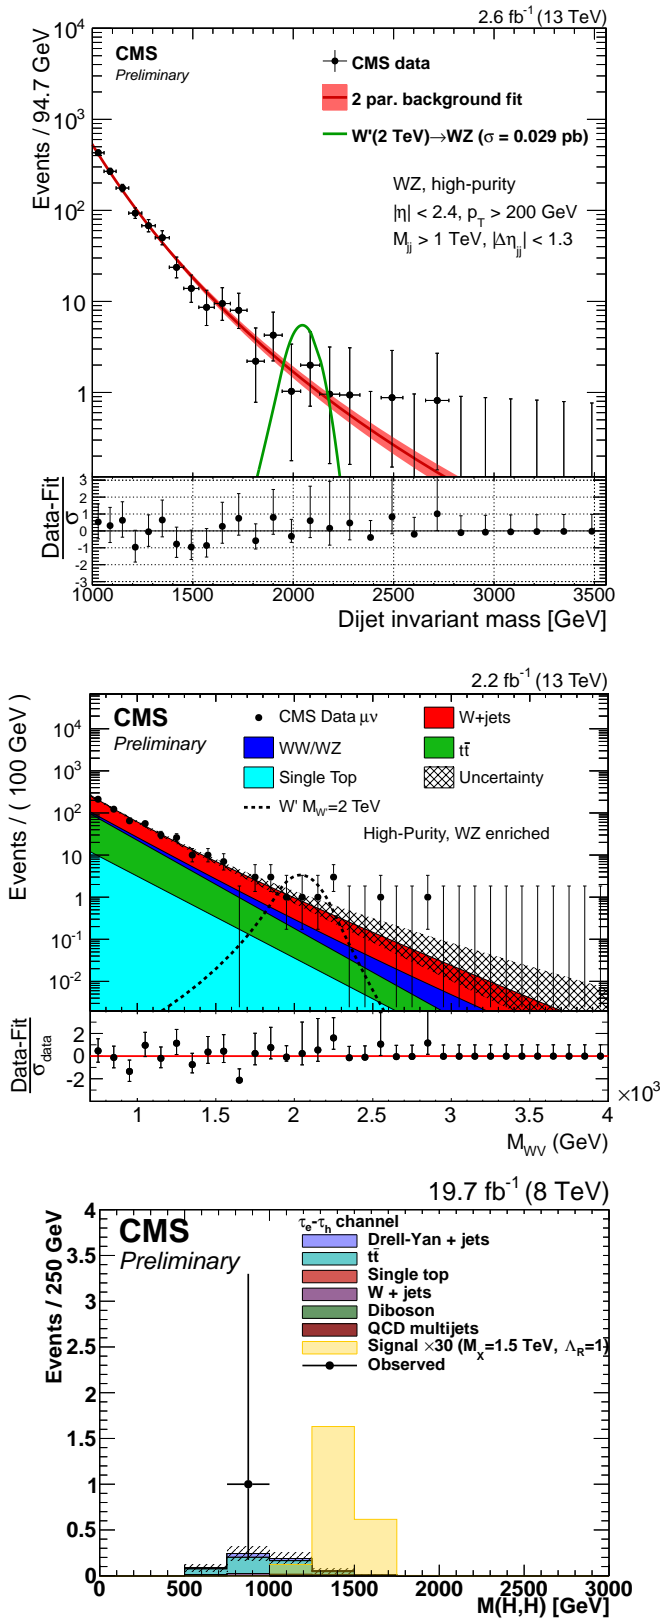 2.6 fb⁻¹ (13 TeV)
10⁴
CMS
Preliminary
CMS data
2 par. background fit
W'(2 TeV)→WZ (σ = 0.029 pb)
WZ, high-purity
|η| < 2.4, p_T > 200 GeV
M_jj > 1 TeV, |Δη_jj| < 1.3
Events / 94.7 GeV
10³
10²
10
1
Data-Fit
σ
3
2
1
0
-1
-2
-3
1000 1500 2000 2500 3000 3500
Dijet invariant mass [GeV]
2.2 fb⁻¹ (13 TeV)
CMS
Preliminary
CMS Data μν
W+jets
WW/WZ
tt̄
Single Top
Uncertainty
W' M_W'=2 TeV
High-Purity, WZ enriched
Events / ( 100 GeV )
10⁴
10³
10²
10
1
10⁻¹
10⁻²
Data-Fit
σ_data
2
0
-2
1 1.5 2 2.5 3 3.5 4
×10³
M_WV (GeV)
19.7 fb⁻¹ (8 TeV)
CMS
Preliminary
τ_e-τ_h channel
Drell-Yan + jets
tt̄
Single top
W + jets
Diboson
QCD multijets
Signal ×30 (M_X=1.5 TeV, Λ_R=1)
Observed
Events / 250 GeV
4
3.5
3
2.5
2
1.5
1
0.5
0
0 500 1000 1500 2000 2500 3000
M(H,H) [GeV]